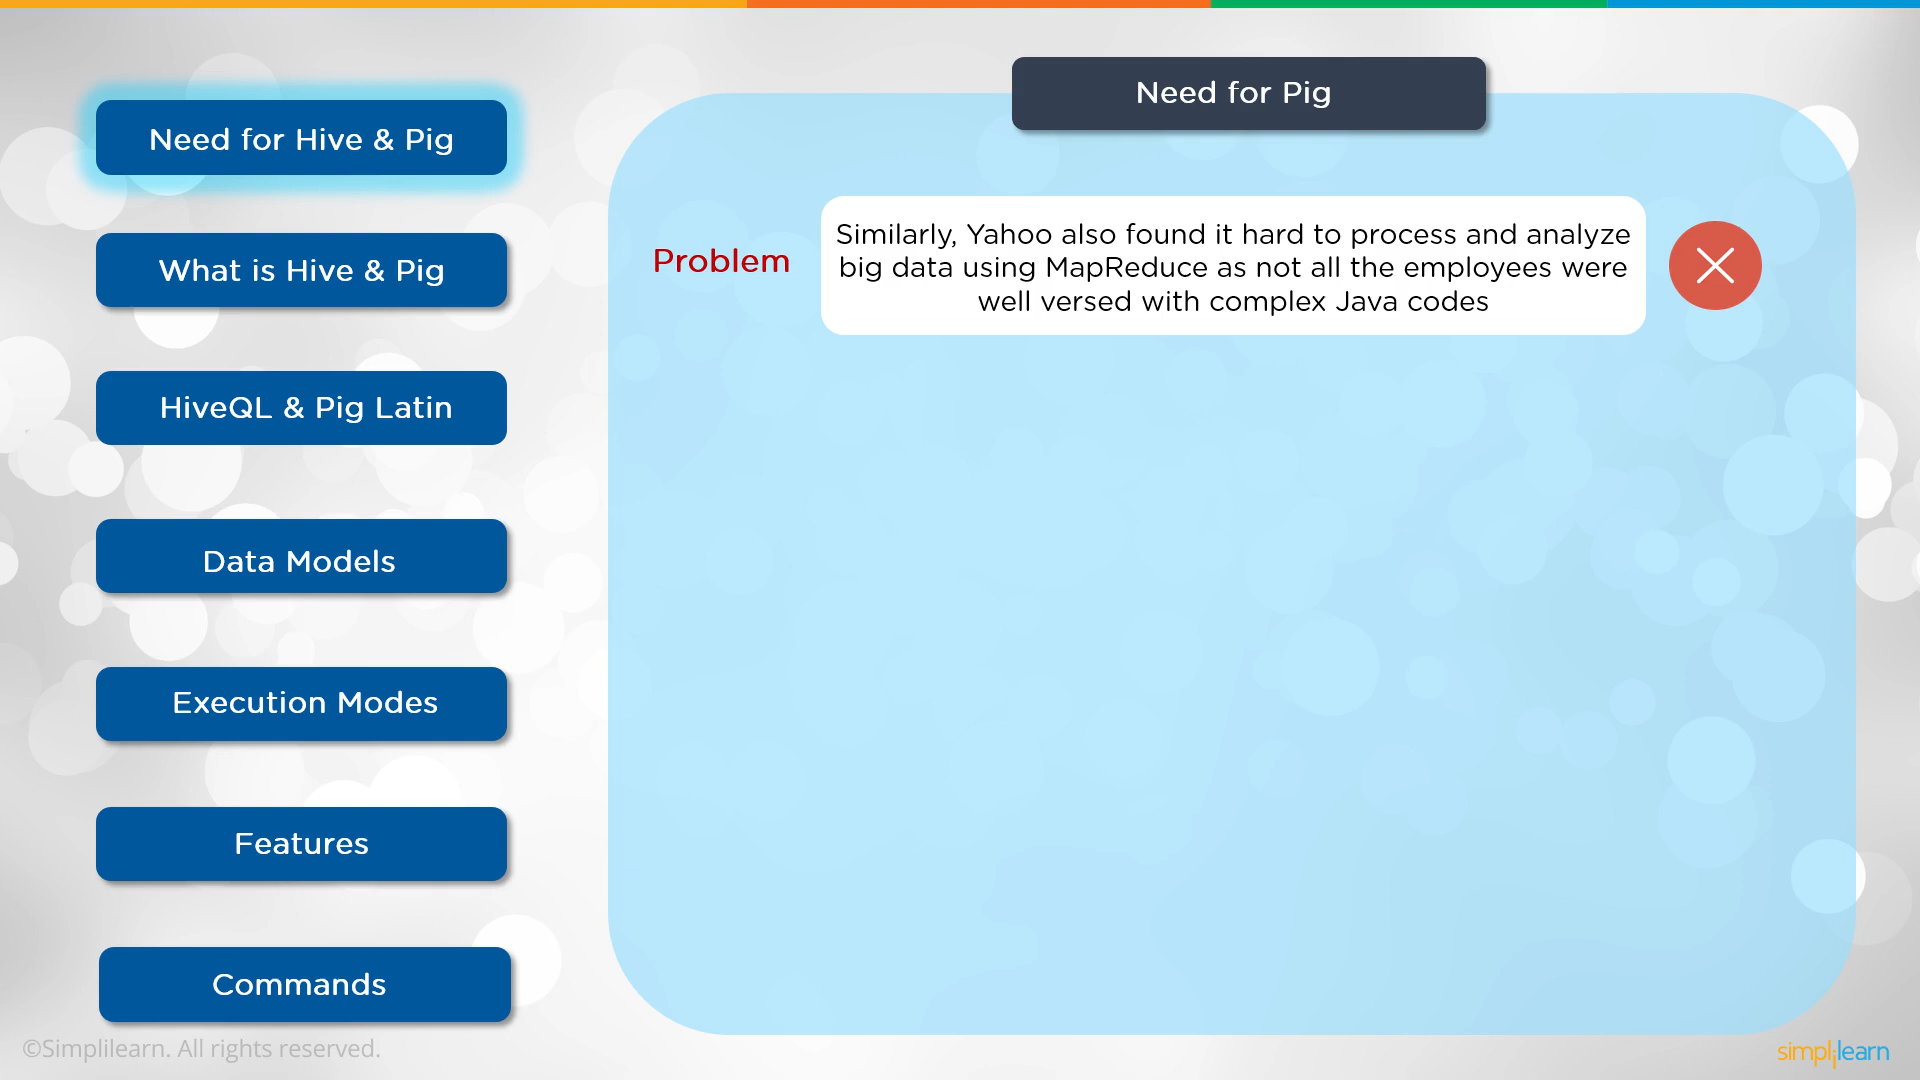 Need for Hive & Pig
What is Hive & Pig
HiveQL & Pig Latin
Data Models
Execution Modes
Features
Commands
Need for Pig
Problem
Similarly, Yahoo also found it hard to process and analyze
big data using MapReduce as not all the employees were
well versed with complex Java codes
©Simplilearn. All rights reserved.
simplilearn